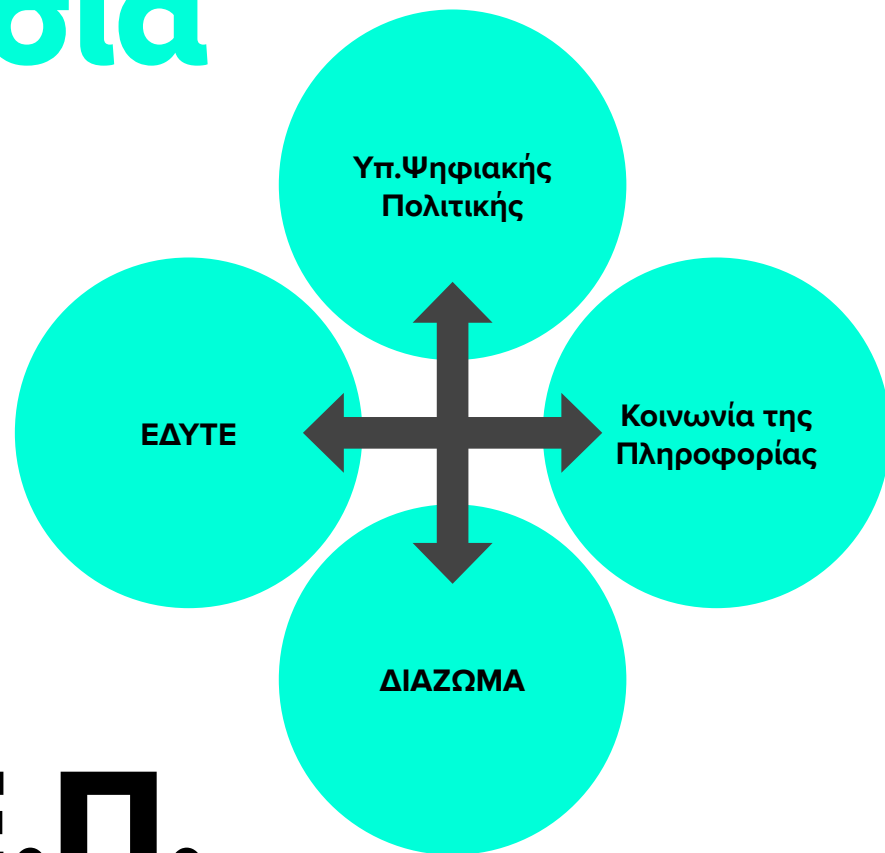 σια
Υπ.Ψηφιακής
Πολιτικής
ΕΔΥΤΕ
Κοινωνία της
Πληροφορίας
ΔΙΑΖΩΜΑ
.Π.